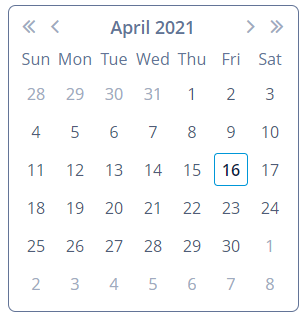 « ‹ April 2021 › »
Sun Mon Tue Wed Thu Fri Sat
28 29 30 31 1 2 3
4 5 6 7 8 9 10
11 12 13 14 15 16 17
18 19 20 21 22 23 24
25 26 27 28 29 30 1
2 3 4 5 6 7 8